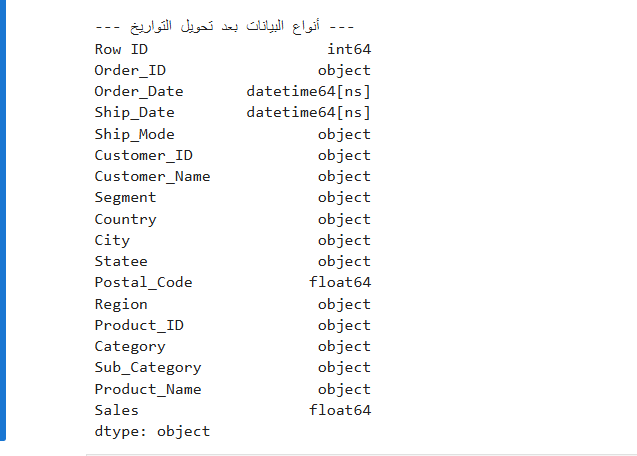 --- أنواع البيانات بعد تحويل التواريخ ---
Row ID                    int64
Order_ID                 object
Order_Date       datetime64[ns]
Ship_Date        datetime64[ns]
Ship_Mode                object
Customer_ID              object
Customer_Name            object
Segment                  object
Country                  object
City                     object
Statee                   object
Postal_Code             float64
Region                   object
Product_ID               object
Category                 object
Sub_Category             object
Product_Name             object
Sales                   float64
dtype: object